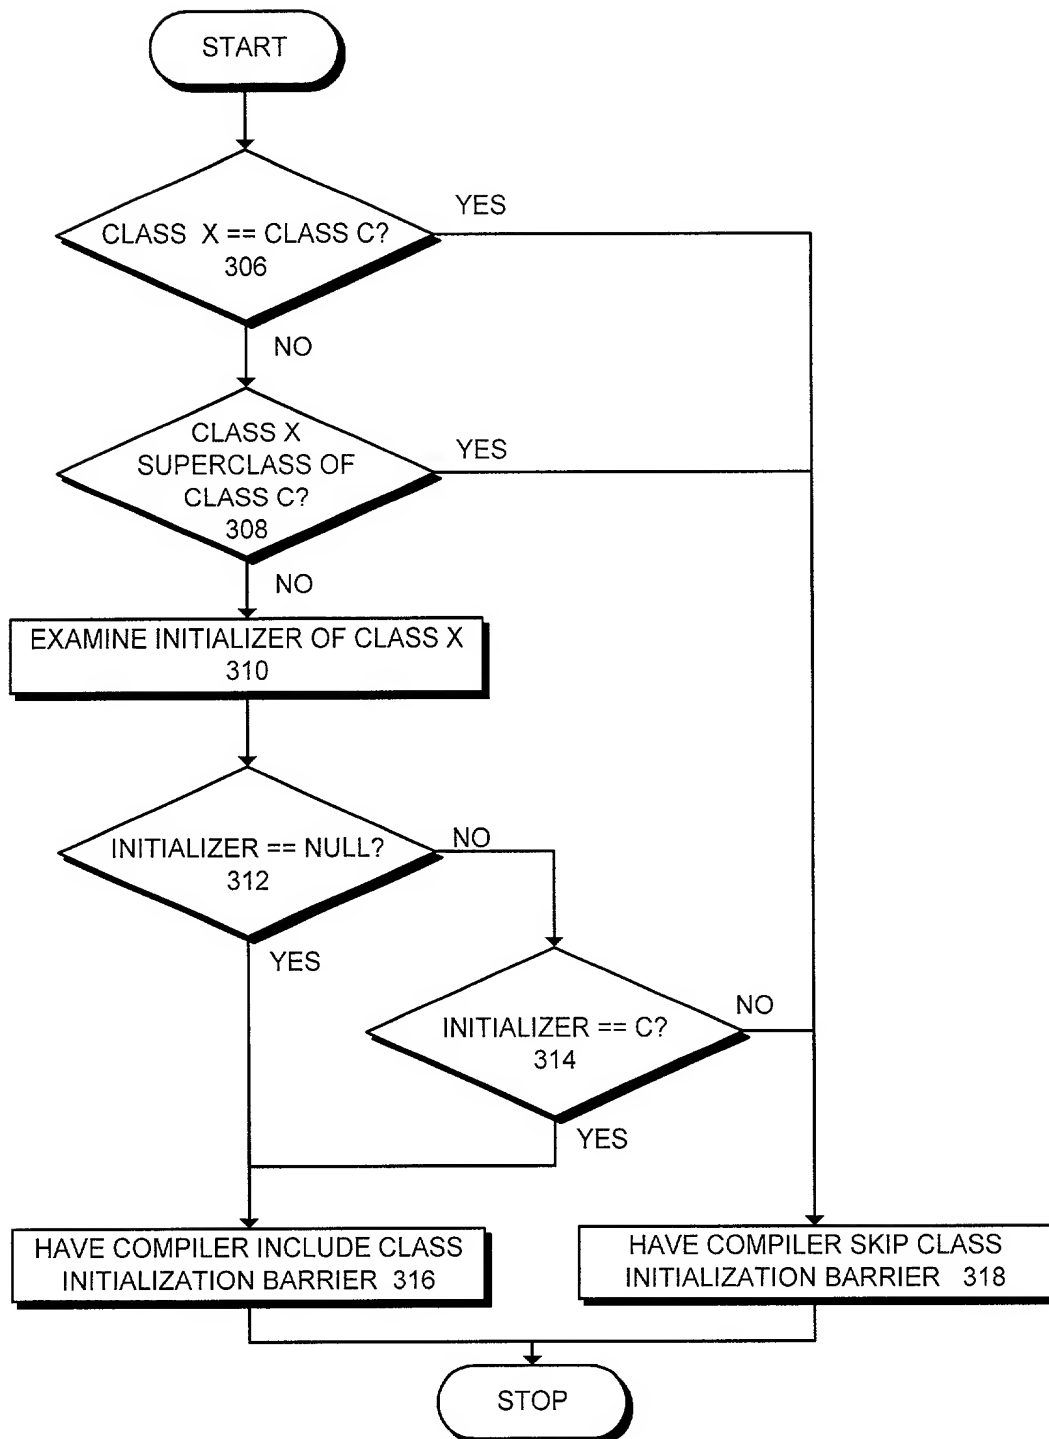 START
CLASS X == CLASS C?
306
YES
NO
CLASS X
SUPERCLASS OF
CLASS C?
308
YES
NO
EXAMINE INITIALIZER OF CLASS X
310
INITIALIZER == NULL?
312
NO
YES
INITIALIZER == C?
314
NO
YES
HAVE COMPILER INCLUDE CLASS
INITIALIZATION BARRIER 316
HAVE COMPILER SKIP CLASS
INITIALIZATION BARRIER 318
STOP